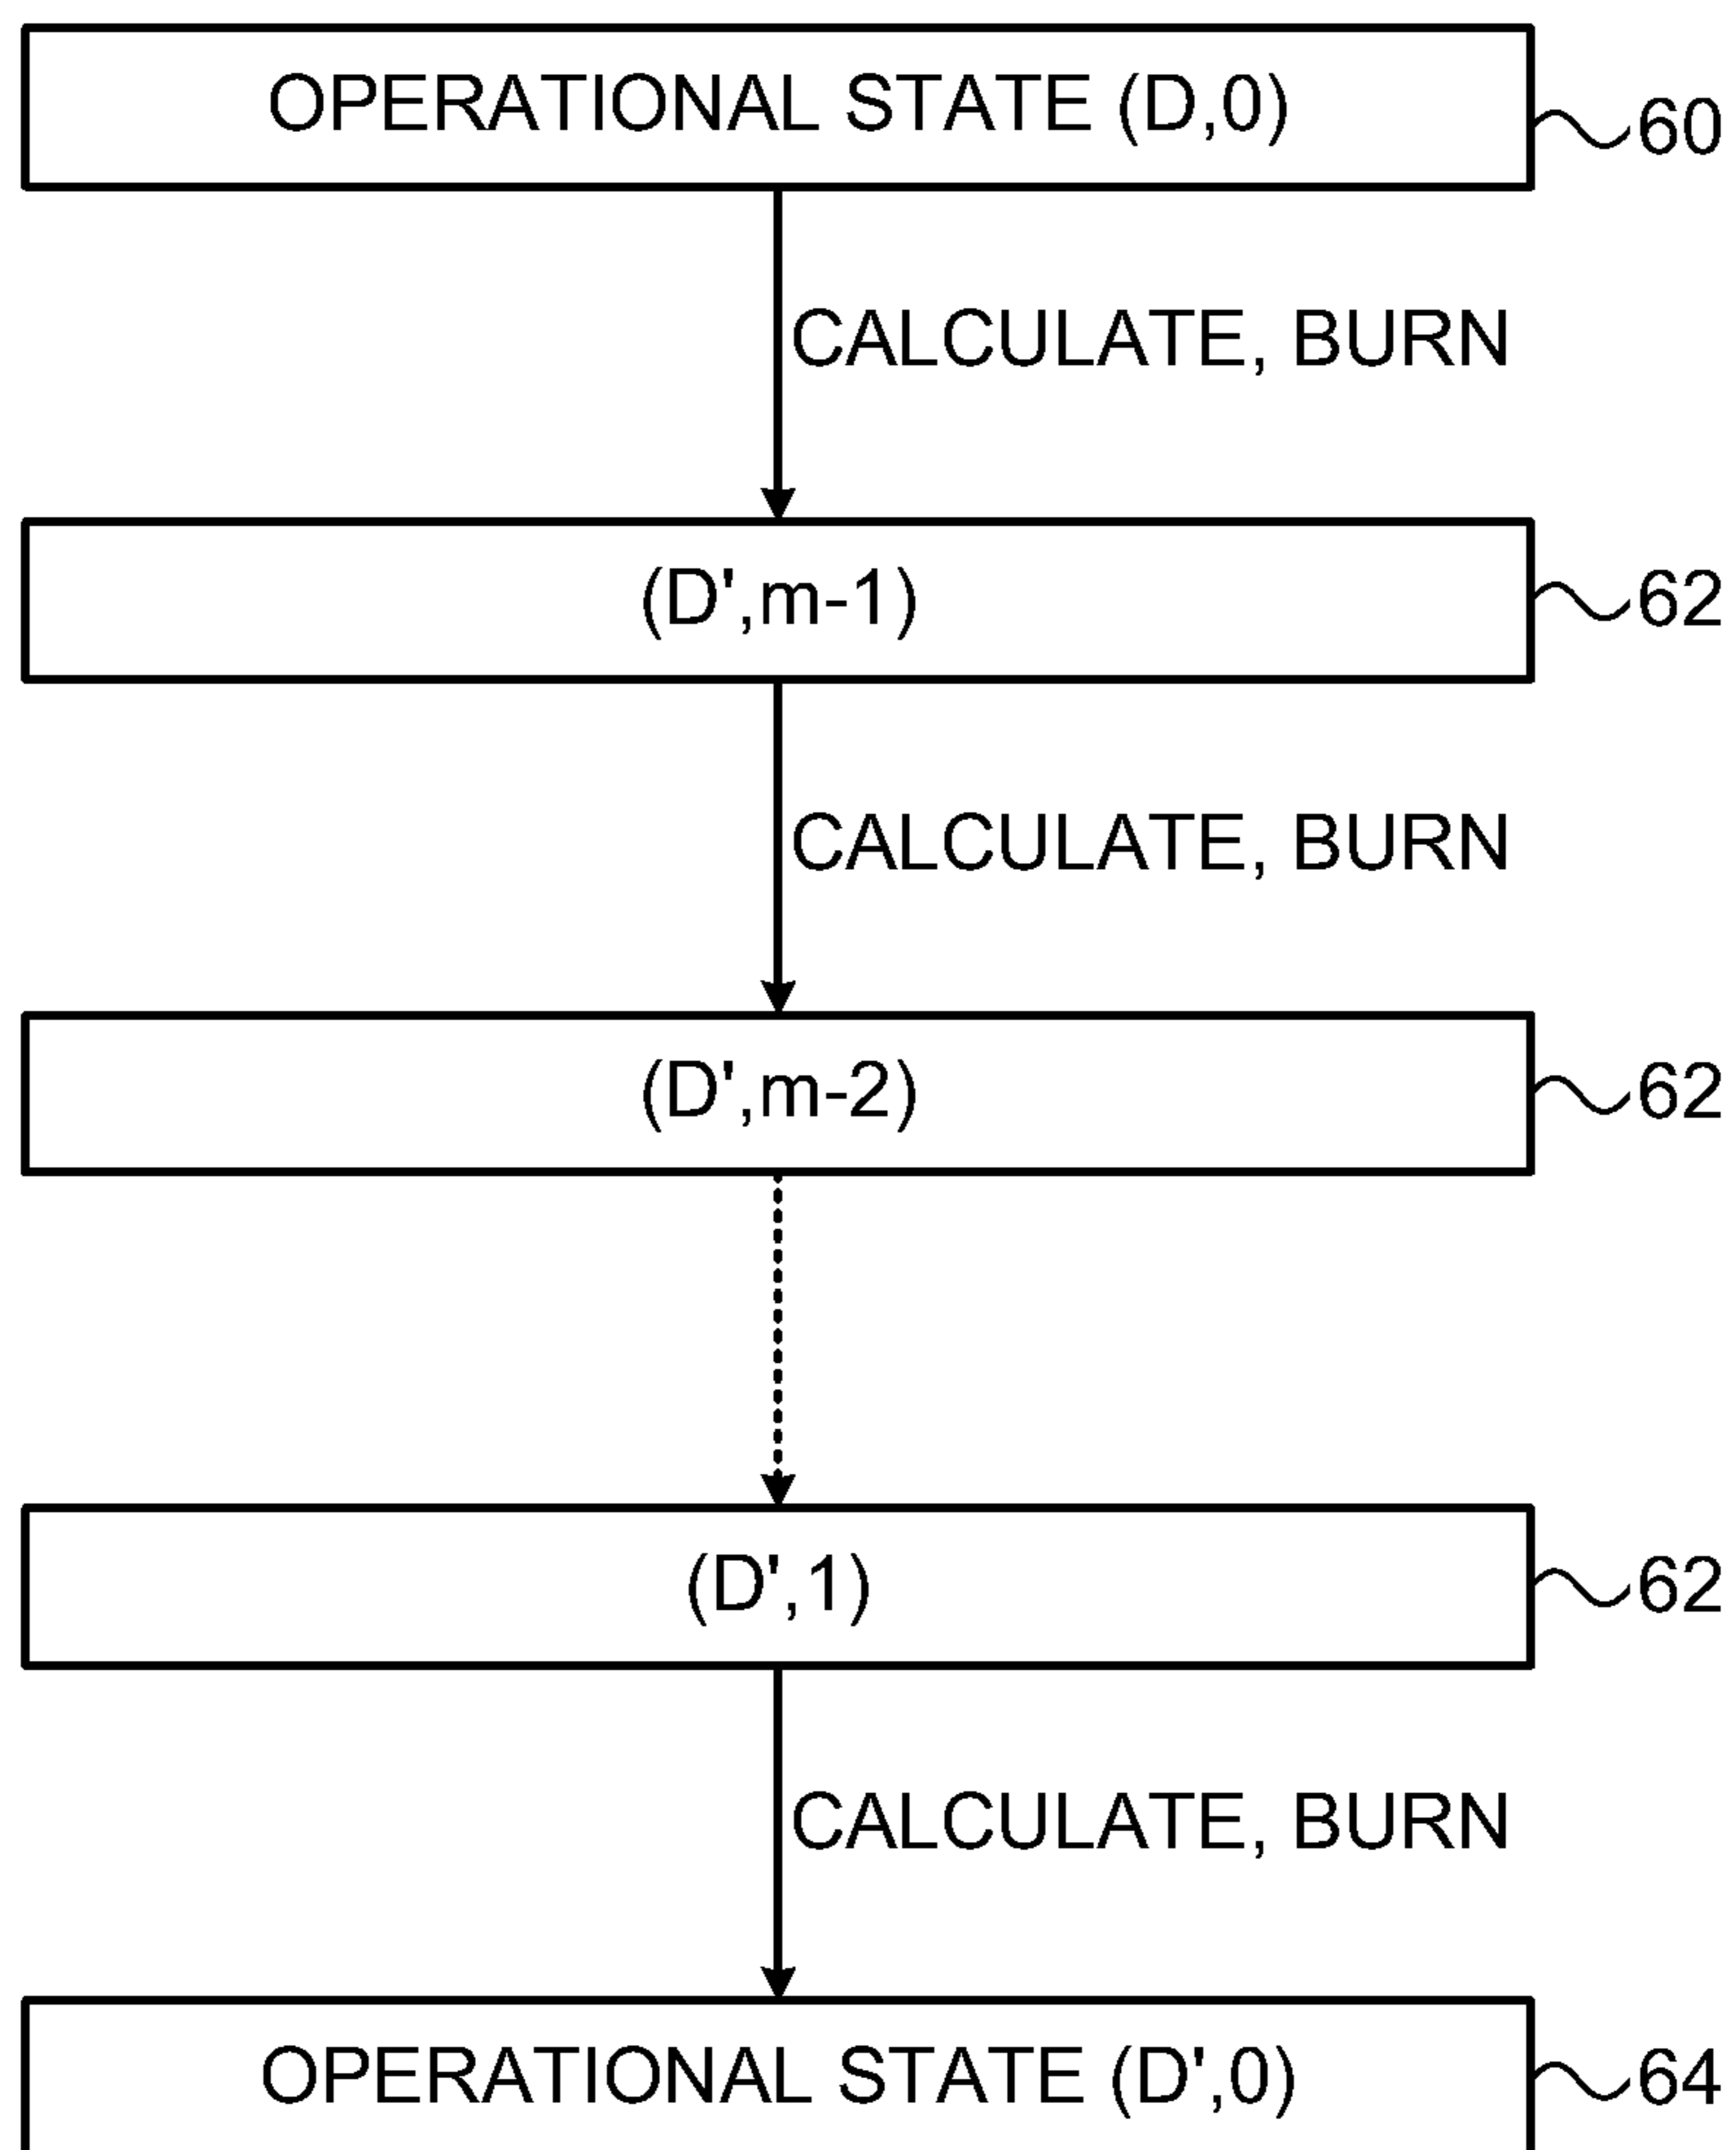 OPERATIONAL STATE (D,0)
60
CALCULATE, BURN
(D',m-1)
62
CALCULATE, BURN
(D',m-2)
62
(D',1)
62
CALCULATE, BURN
OPERATIONAL STATE (D',0)
64